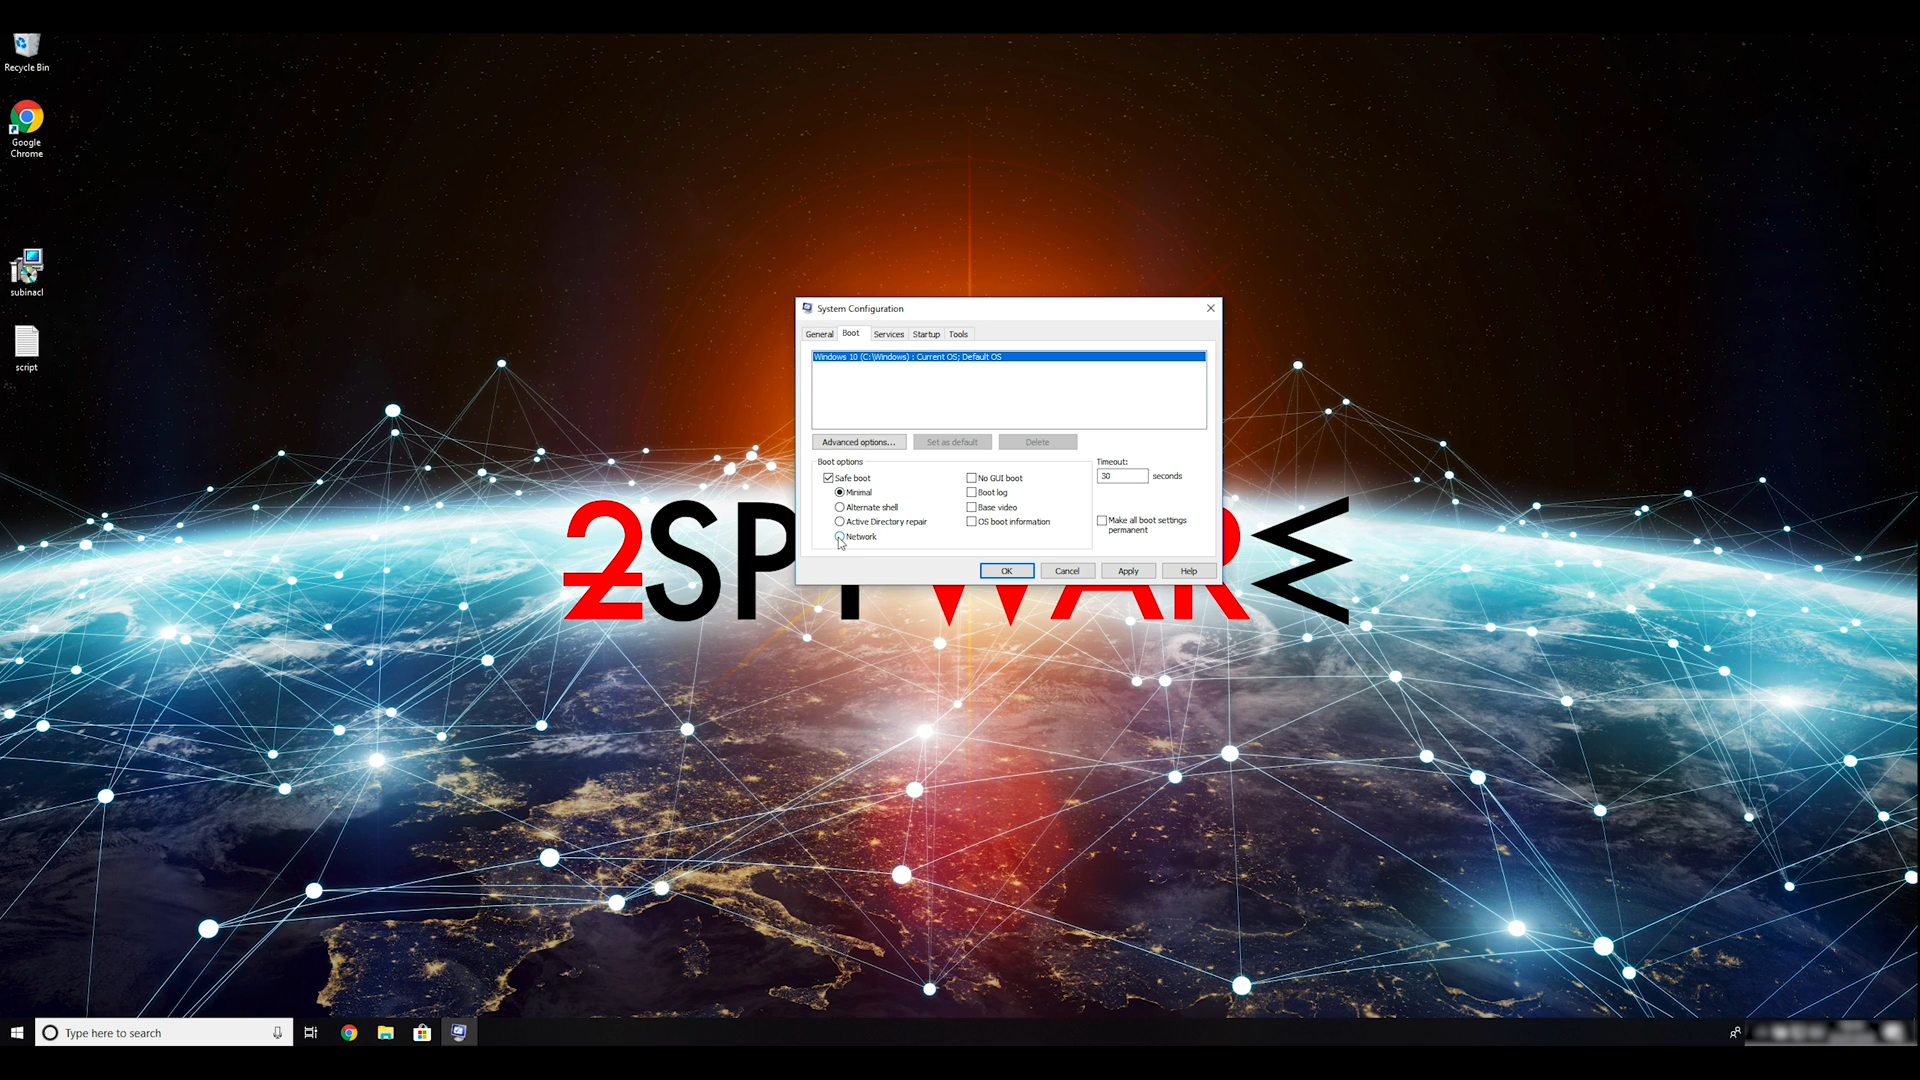 Recycle Bin
Google
Chrome
subinacl
script
System Configuration
General Boot Services Startup Tools
Windows 10 (C:\Windows) : Current OS; Default OS
Advanced options... Set as default Delete
Boot options
Safe boot
Minimal
Alternate shell
Active Directory repair
Network
No GUI boot
Boot log
Base video
OS boot information
Timeout:
30 seconds
Make all boot settings
permanent
OK Cancel Apply Help
2SPYWAR
Type here to search